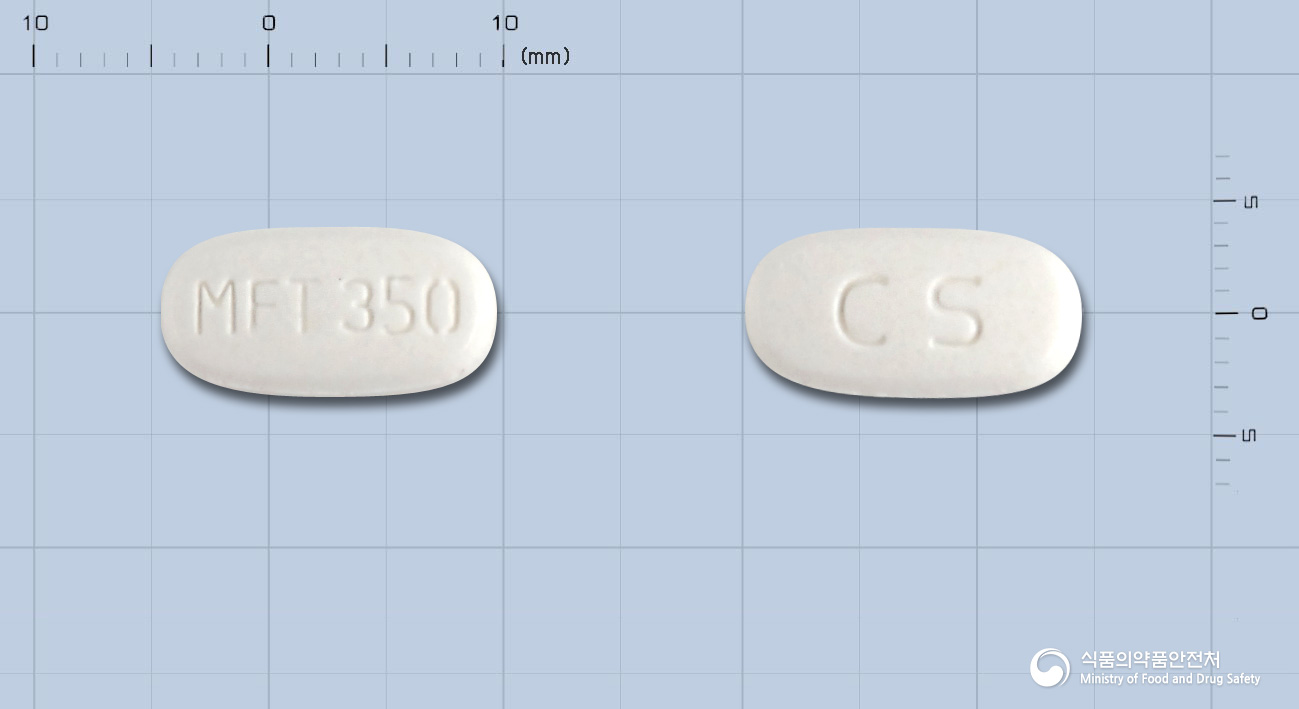 10 0 10 (mm)
5
MFT 350 CS
0
5
식품의약품안전처
Ministry of Food and Drug Safety